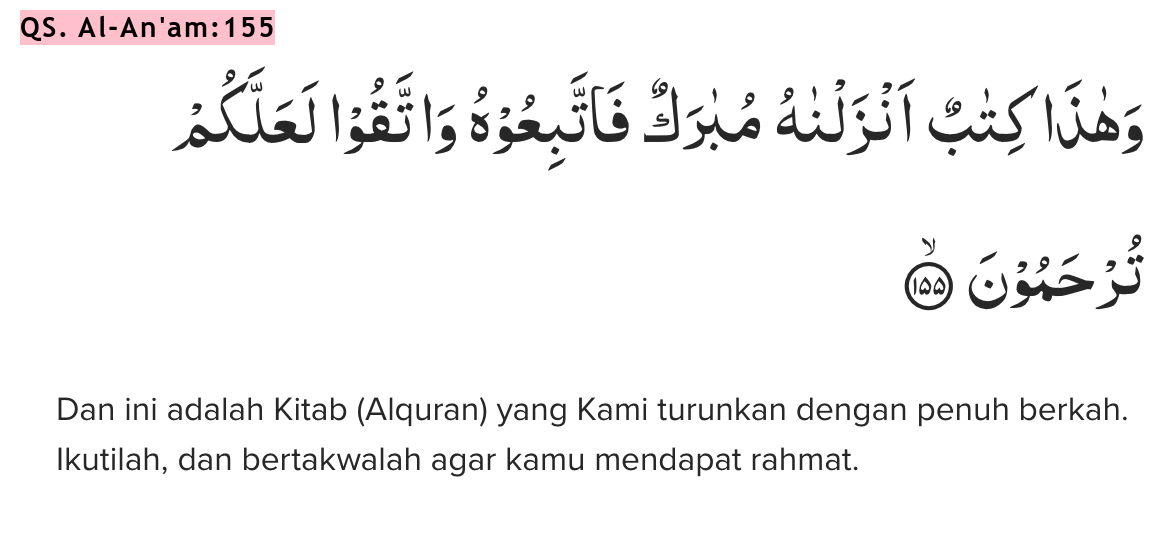 QS. Al-An'am:155
وَهٰذَا كِتٰبٌ اَنْزَلْنٰهُ مُبٰرَكٌ فَاتَّبِعُوْهُ وَاتَّقُوْا لَعَلَّكُمْ
تُرْحَمُوْنَۙ ١٥٥
Dan ini adalah Kitab (Alquran) yang Kami turunkan dengan penuh berkah.
Ikutilah, dan bertakwalah agar kamu mendapat rahmat.